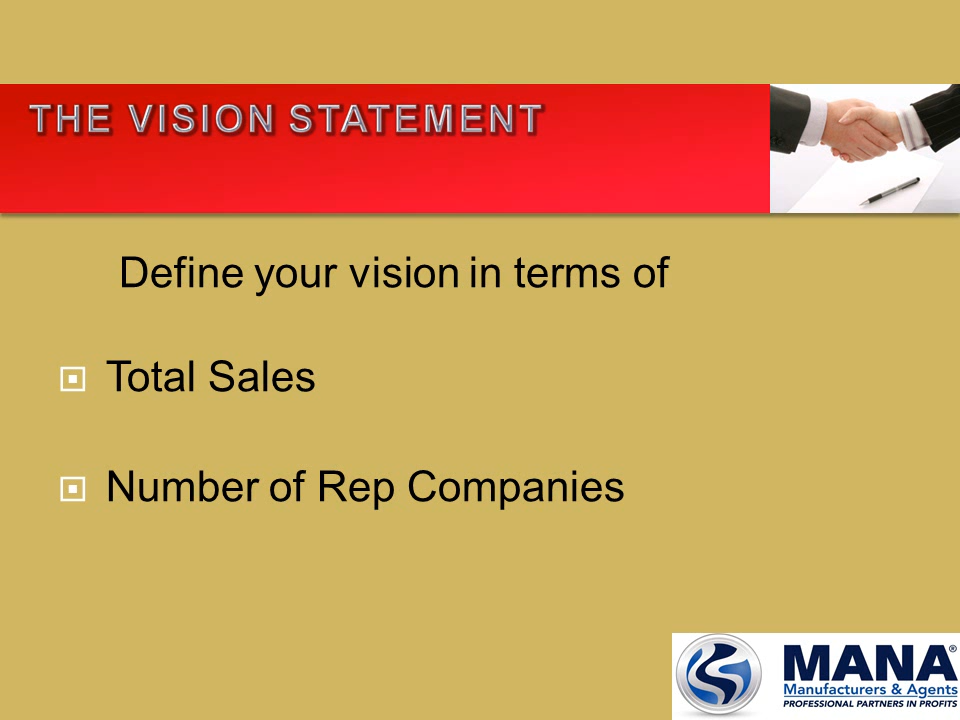 THE VISION STATEMENT
Define your vision in terms of
Total Sales
Number of Rep Companies
MANA®
Manufacturers & Agents
PROFESSIONAL PARTNERS IN PROFITS